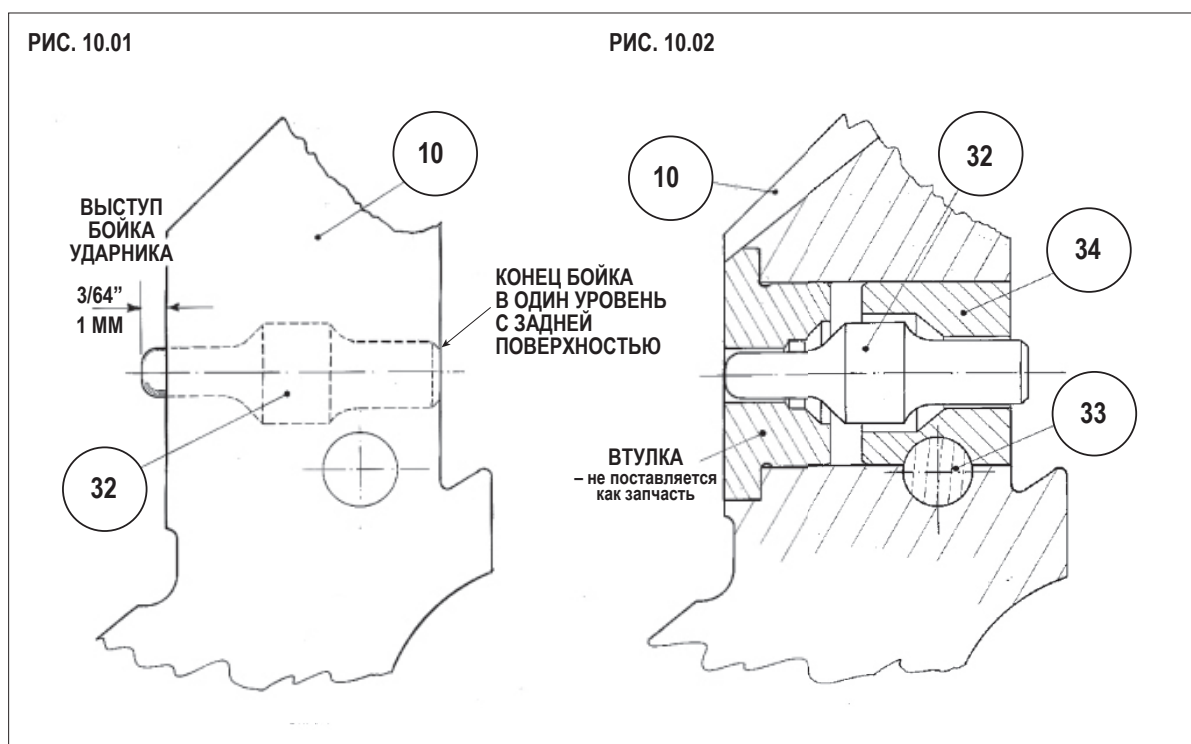 РИС. 10.01
10
ВЫСТУП
БОЙКА
УДАРНИКА
3/64”
1 ММ
КОНЕЦ БОЙКА
В ОДИН УРОВЕНЬ
С ЗАДНЕЙ
ПОВЕРХНОСТЬЮ
32
РИС. 10.02
10
32
34
33
ВТУЛКА
– не поставляется
как запчасть